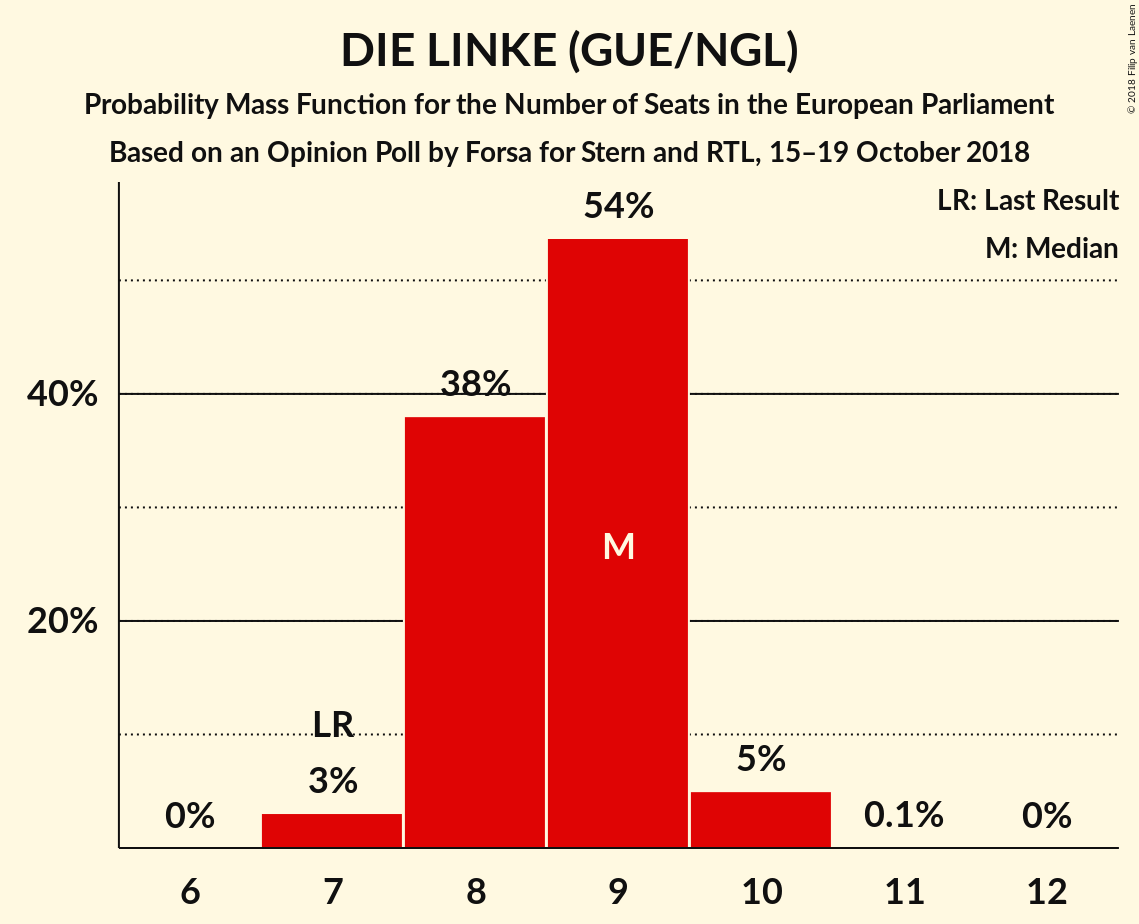 DIE LINKE (GUE/NGL)
Probability Mass Function for the Number of Seats in the European Parliament
Based on an Opinion Poll by Forsa for Stern and RTL, 15–19 October 2018
© 2018 Filip van Laenen
LR: Last Result
M: Median
54%
38%
40%
M
20%
LR
3%
5%
0%
0.1%
0%
6 7 8 9 10 11 12